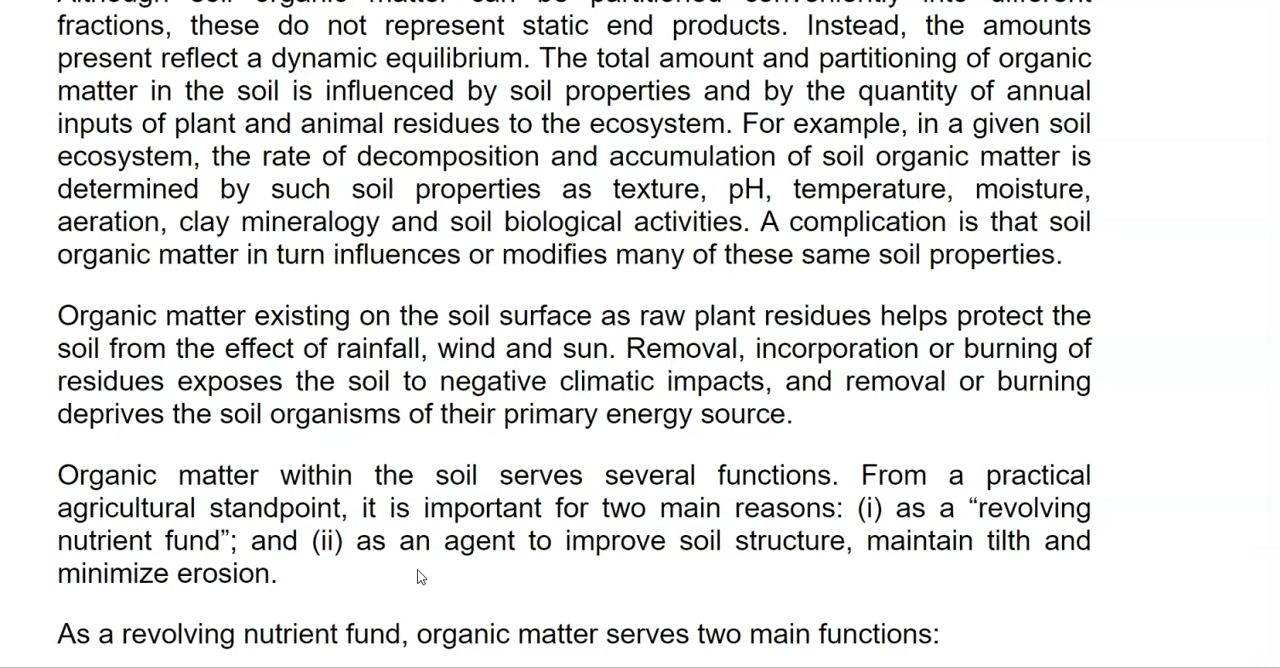 Although soil organic matter can be partitioned conveniently into different
fractions, these do not represent static end products. Instead, the amounts
present reflect a dynamic equilibrium. The total amount and partitioning of organic
matter in the soil is influenced by soil properties and by the quantity of annual
inputs of plant and animal residues to the ecosystem. For example, in a given soil
ecosystem, the rate of decomposition and accumulation of soil organic matter is
determined by such soil properties as texture, pH, temperature, moisture,
aeration, clay mineralogy and soil biological activities. A complication is that soil
organic matter in turn influences or modifies many of these same soil properties.
Organic matter existing on the soil surface as raw plant residues helps protect the
soil from the effect of rainfall, wind and sun. Removal, incorporation or burning of
residues exposes the soil to negative climatic impacts, and removal or burning
deprives the soil organisms of their primary energy source.
Organic matter within the soil serves several functions. From a practical
agricultural standpoint, it is important for two main reasons: (i) as a “revolving
nutrient fund”; and (ii) as an agent to improve soil structure, maintain tilth and
minimize erosion.
As a revolving nutrient fund, organic matter serves two main functions: